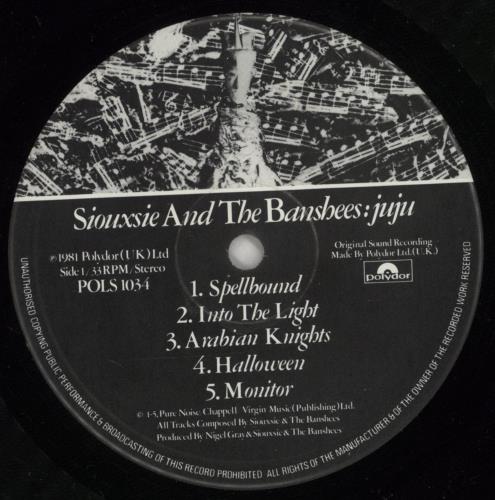 Siouxsie And The Banshees: juju
℗ 1981 Polydor (UK) Ltd
Side 1 / 33 RPM / Stereo
POLS 1034
Original Sound Recording
Made By Polydor Ltd. (U.K.)
polydor
1. Spellbound
2. Into The Light
3. Arabian Knights
4. Halloween
5. Monitor
© 1-5, Pure Noise Chappell Virgin Music (Publishing) Ltd.
All Tracks Composed By Siouxsie & The Banshees
Produced By Nigel Gray & Siouxsie & The Banshees
UNAUTHORISED COPYING PUBLIC PERFORMANCE & BROADCASTING OF THIS RECORD PROHIBITED ALL RIGHTS OF THE MANUFACTURER & OF THE OWNER OF THE RECORDED WORK RESERVED